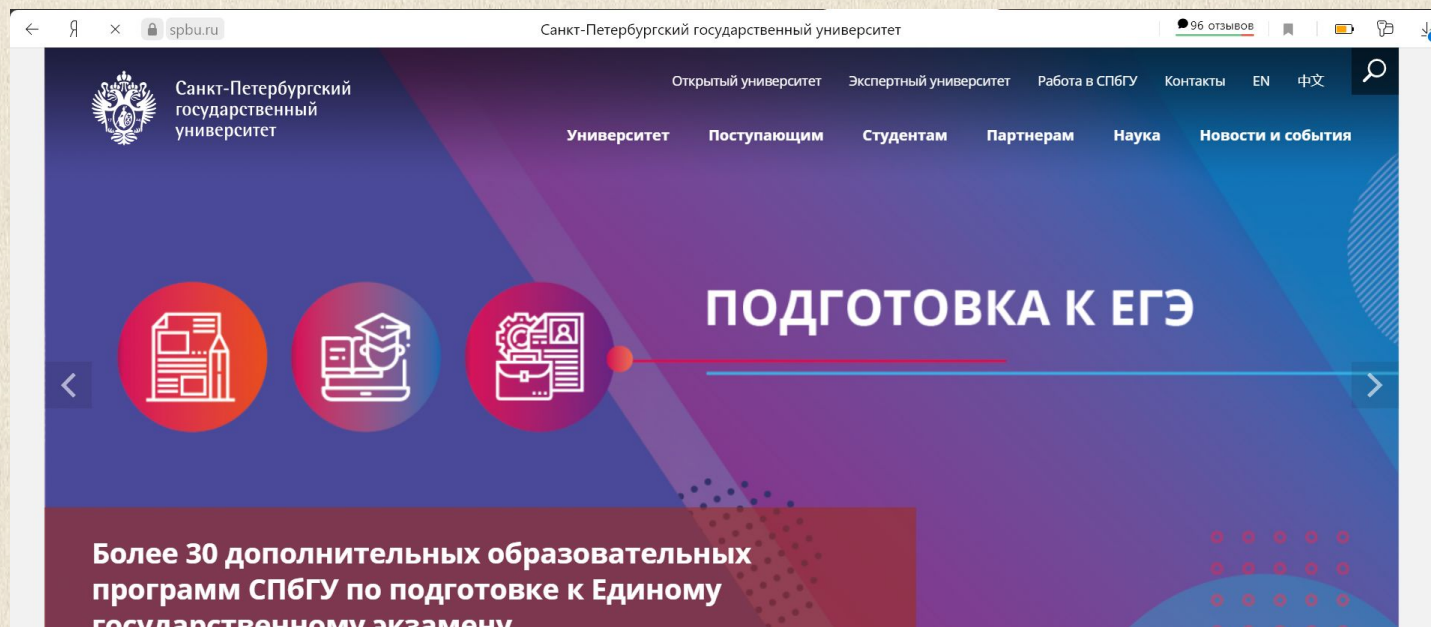 Я
spbu.ru
Санкт-Петербургский государственный университет
96 отзывов
Санкт-Петербургский
государственный
университет
Открытый университет Экспертный университет Работа в СПбГУ Контакты EN 中文
Университет Поступающим Студентам Партнерам Наука Новости и события
ПОДГОТОВКА К ЕГЭ
Более 30 дополнительных образовательных
программ СПбГУ по подготовке к Единому
государственному экзамену